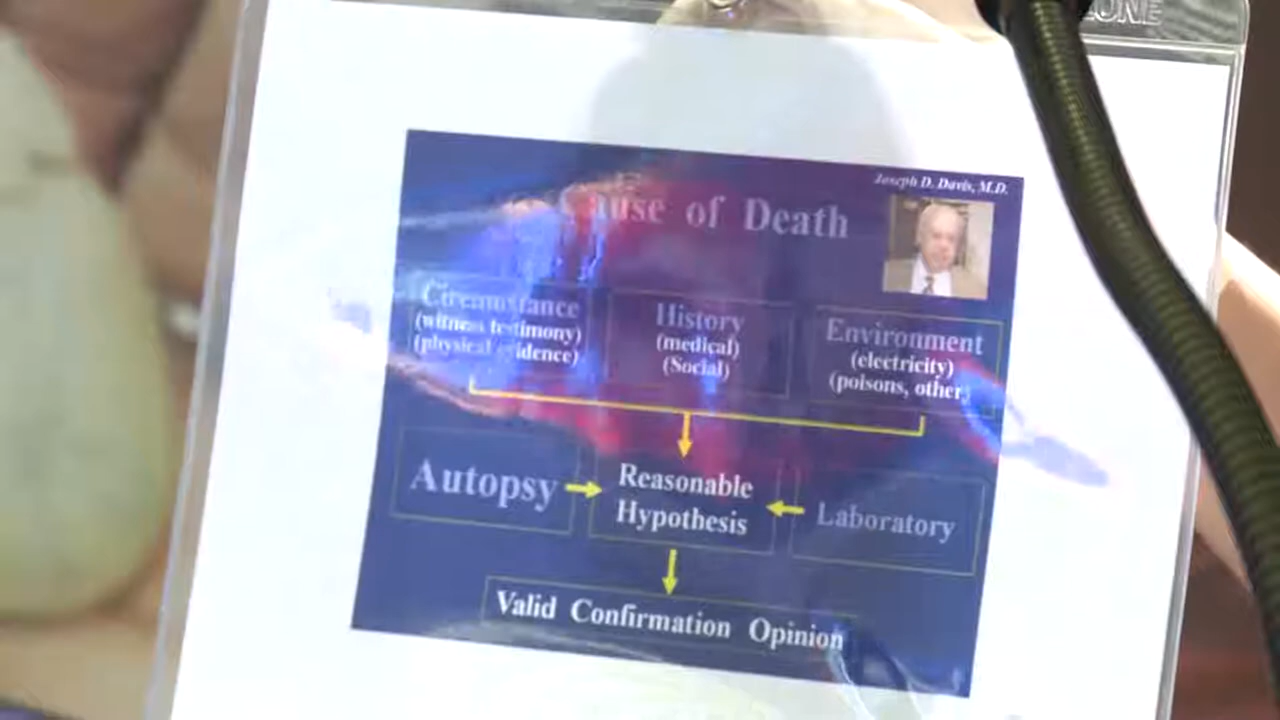 Joseph D. Davis, M.D.
Cause of Death
Circumstance
(witness testimony)
(physical evidence)
History
(medical)
(Social)
Environment
(electricity)
(poisons, other
Autopsy
Reasonable
Hypothesis
Laboratory
Valid Confirmation Opinion